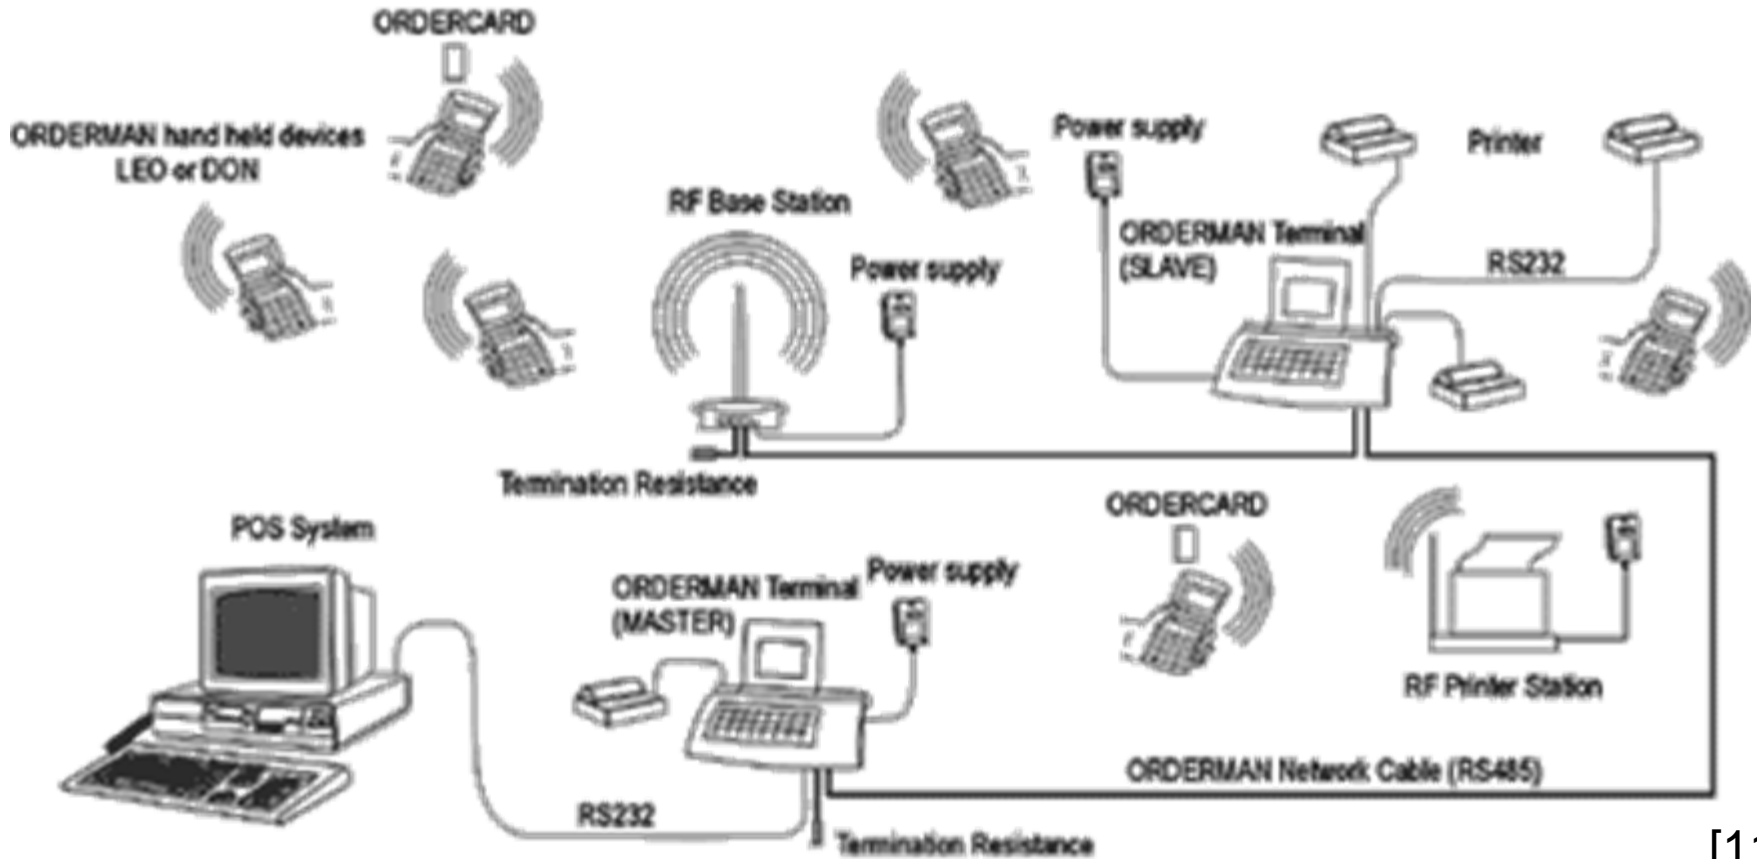 ORDERCARD
ORDERMAN hand held devices
LEO or DON
Power supply
Printer
RF Base Station
ORDERMAN Terminal
(SLAVE)
Power supply
RS232
Termination Resistance
ORDERCARD
POS System
ORDERMAN Terminal
(MASTER)
Power supply
RF Printer Station
ORDERMAN Network Cable (RS485)
RS232
Termination Resistance